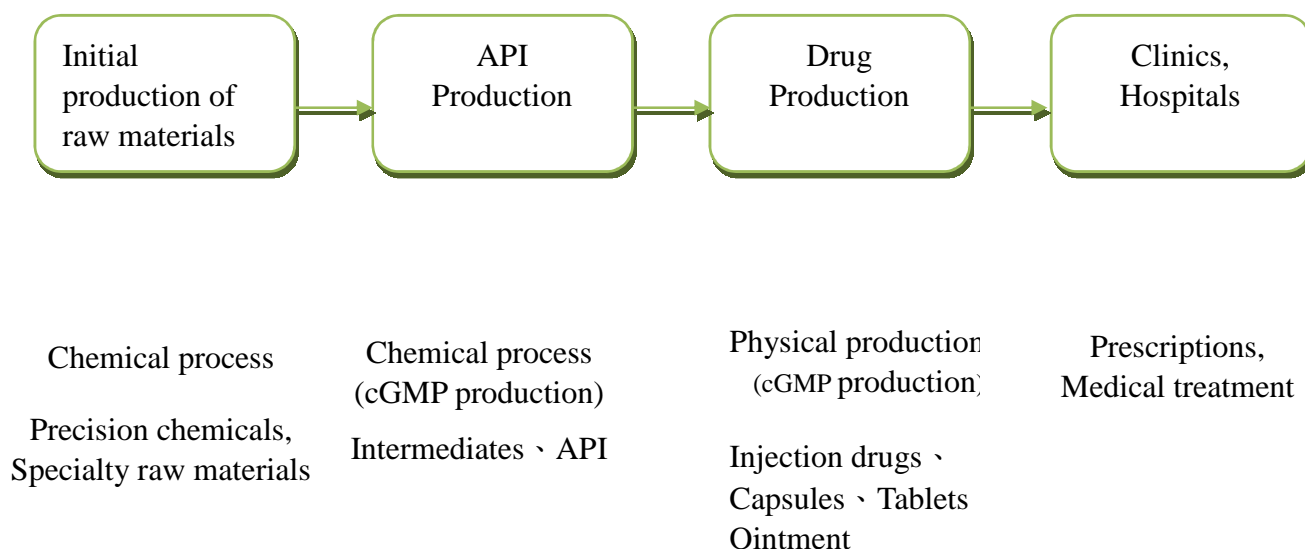 Initial
production of
raw materials
API
Production
Drug
Production
Clinics,
Hospitals
Chemical process
Precision chemicals,
Specialty raw materials
Chemical process
(cGMP production)
Intermediates、API
Physical production
(cGMP production)
Injection drugs、
Capsules、Tablets
Ointment
Prescriptions,
Medical treatment